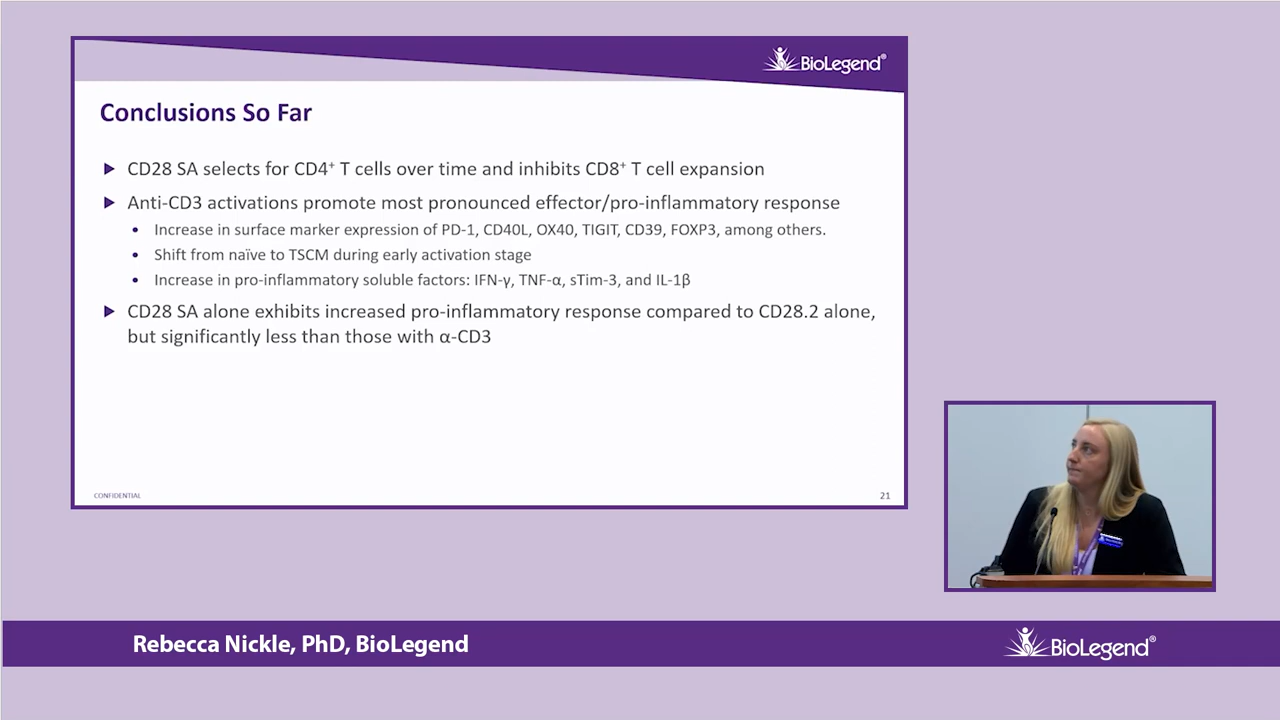 BioLegend®
Conclusions So Far
CD28 SA selects for CD4⁺ T cells over time and inhibits CD8⁺ T cell expansion
Anti-CD3 activations promote most pronounced effector/pro-inflammatory response
• Increase in surface marker expression of PD-1, CD40L, OX40, TIGIT, CD39, FOXP3, among others.
• Shift from naïve to TSCM during early activation stage
• Increase in pro-inflammatory soluble factors: IFN-γ, TNF-α, sTim-3, and IL-1β
CD28 SA alone exhibits increased pro-inflammatory response compared to CD28.2 alone,
but significantly less than those with α-CD3
CONFIDENTIAL
21
Rebecca Nickle, PhD, BioLegend
BioLegend®